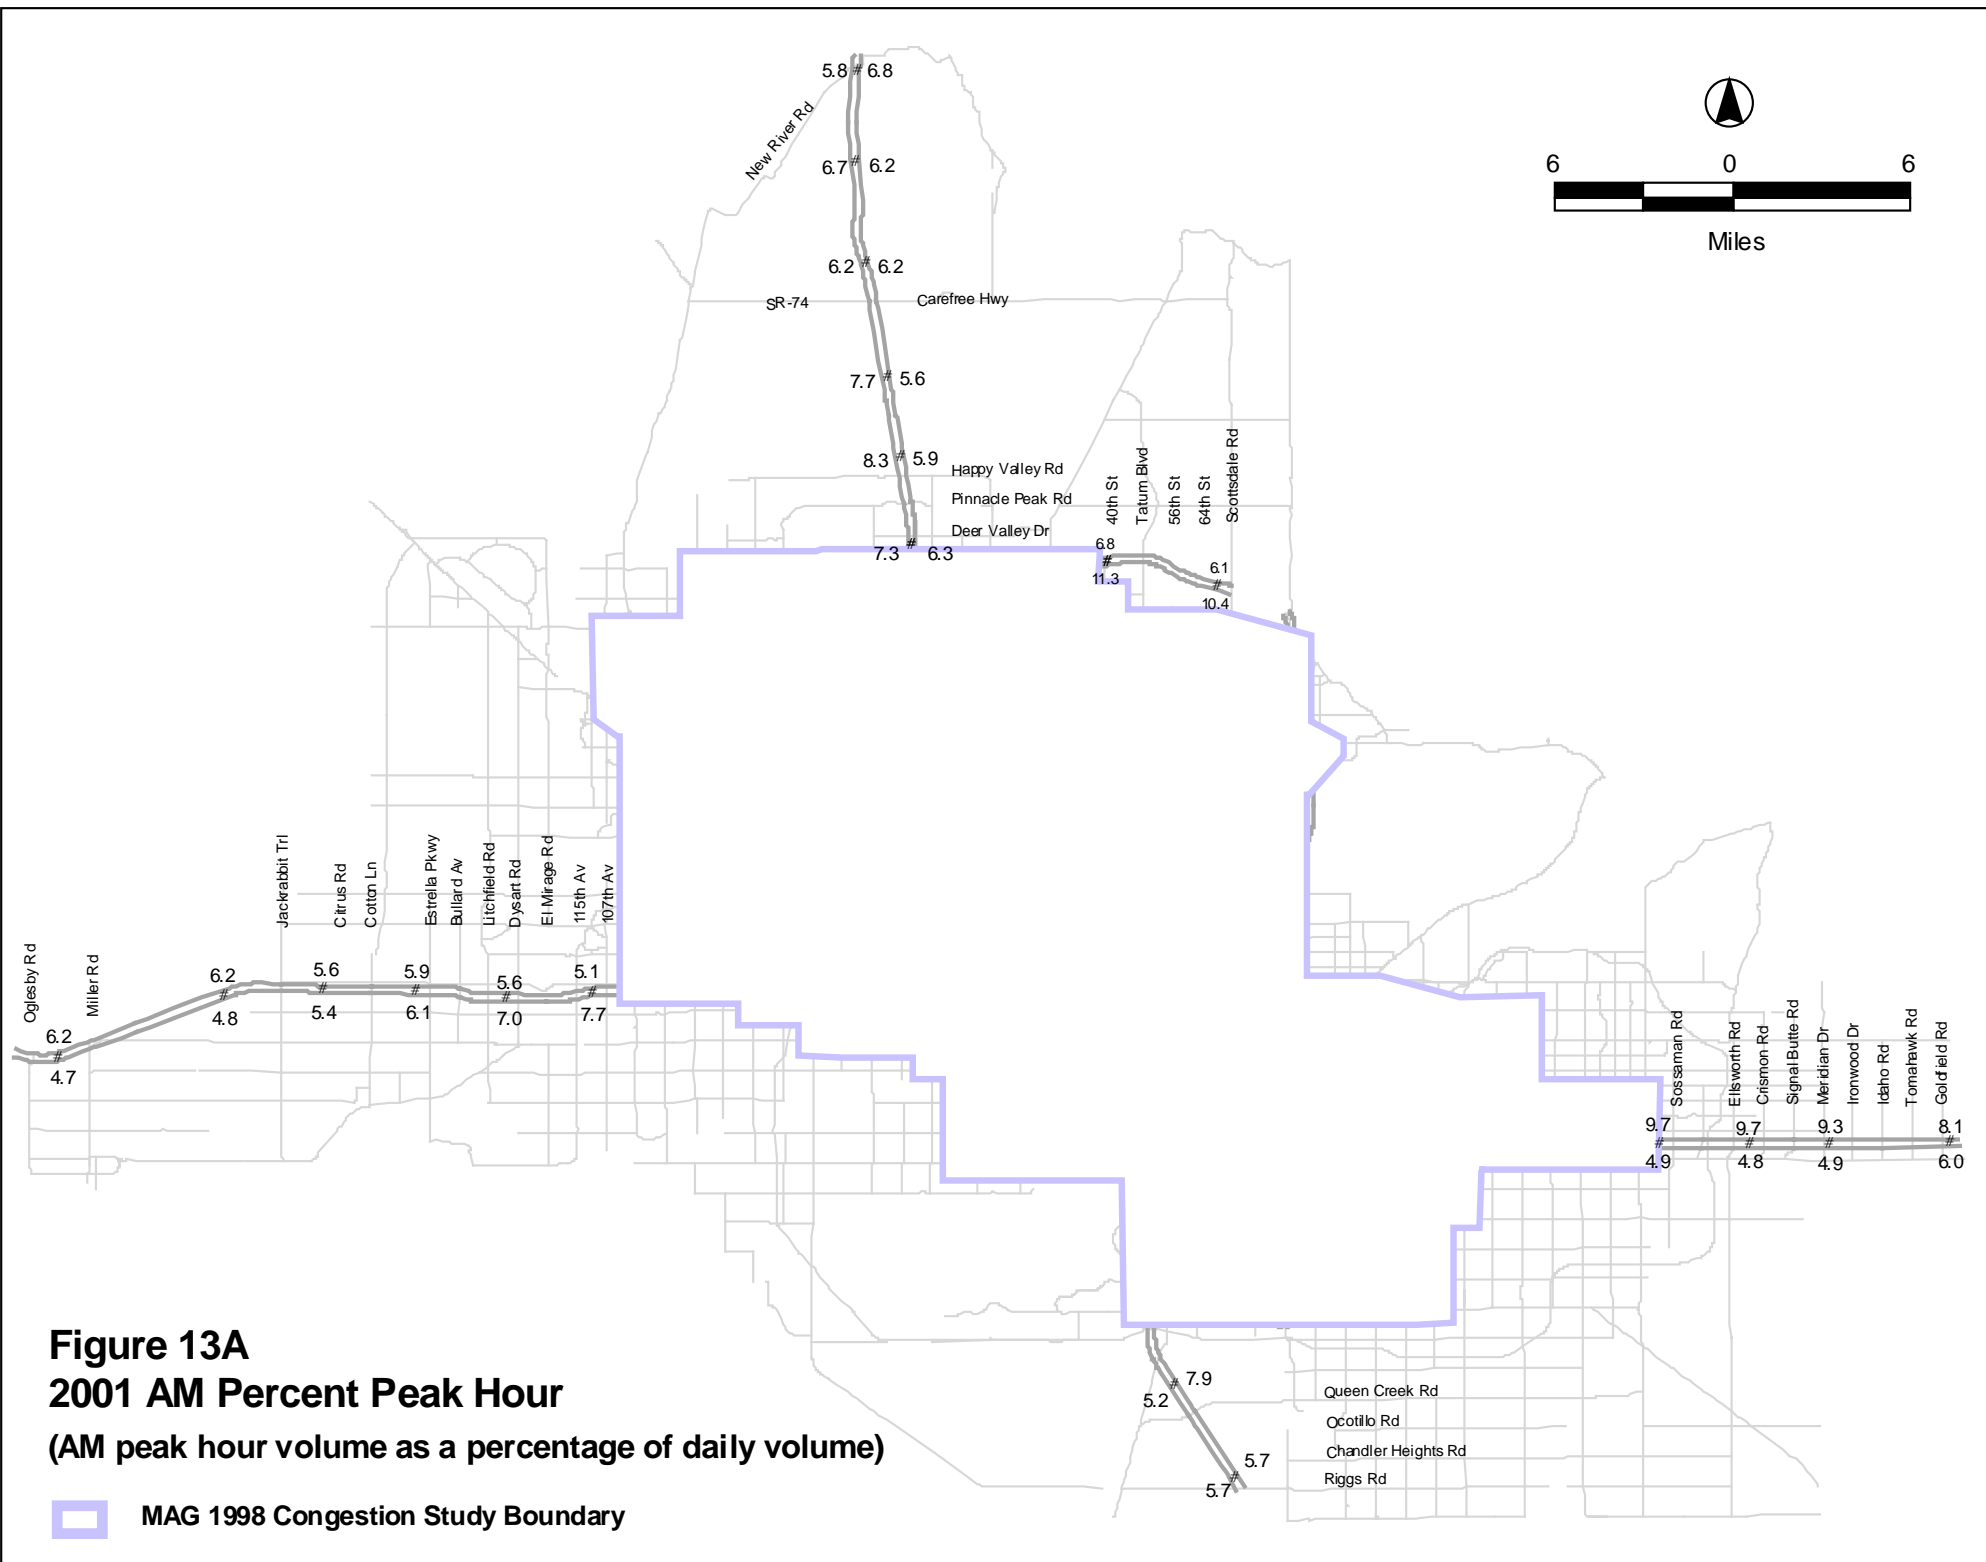 5.8 # 6.8
New River Rd
6 0 6
Miles
6.7 # 6.2
6.2 # 6.2
SR-74
Carefree Hwy
7.7 # 5.6
8.3 # 5.9
Happy Valley Rd
Pinnacle Peak Rd
Deer Valley Dr
7.3 # 6.3
40th St
Tatum Blvd
56th St
64th St
Scottsdale Rd
6.8
#
11.3
6.1
#
10.4
Oglesby Rd
Miller Rd
Jackrabbit Trl
Citrus Rd
Cotton Ln
Estrella Pkwy
Bullard Av
Litchfield Rd
Dysart Rd
El Mirage Rd
115th Av
107th Av
6.2
#
4.7
6.2
#
4.8
5.6
#
5.4
5.9
#
6.1
5.6
#
7.0
5.1
#
7.7
Sossaman Rd
Ellsworth Rd
Crismon Rd
Signal Butte Rd
Meridian Dr
Ironwood Dr
Idaho Rd
Tomahawk Rd
Goldfield Rd
9.7
#
4.9
9.7
#
4.8
9.3
#
4.9
8.1
#
6.0
# 7.9
5.2
5.7
#
5.7
Queen Creek Rd
Ocotillo Rd
Chandler Heights Rd
Riggs Rd
Figure 13A
2001 AM Percent Peak Hour
(AM peak hour volume as a percentage of daily volume)
MAG 1998 Congestion Study Boundary